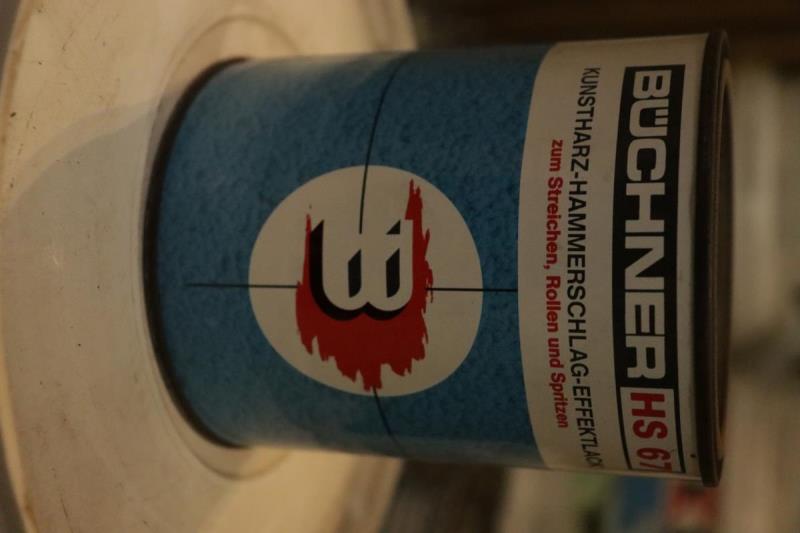 BÜCHNER HS 67
KUNSTHARZ-HAMMERSCHLAG-EFFEKTLACK
zum Streichen, Rollen und Spritzen
B